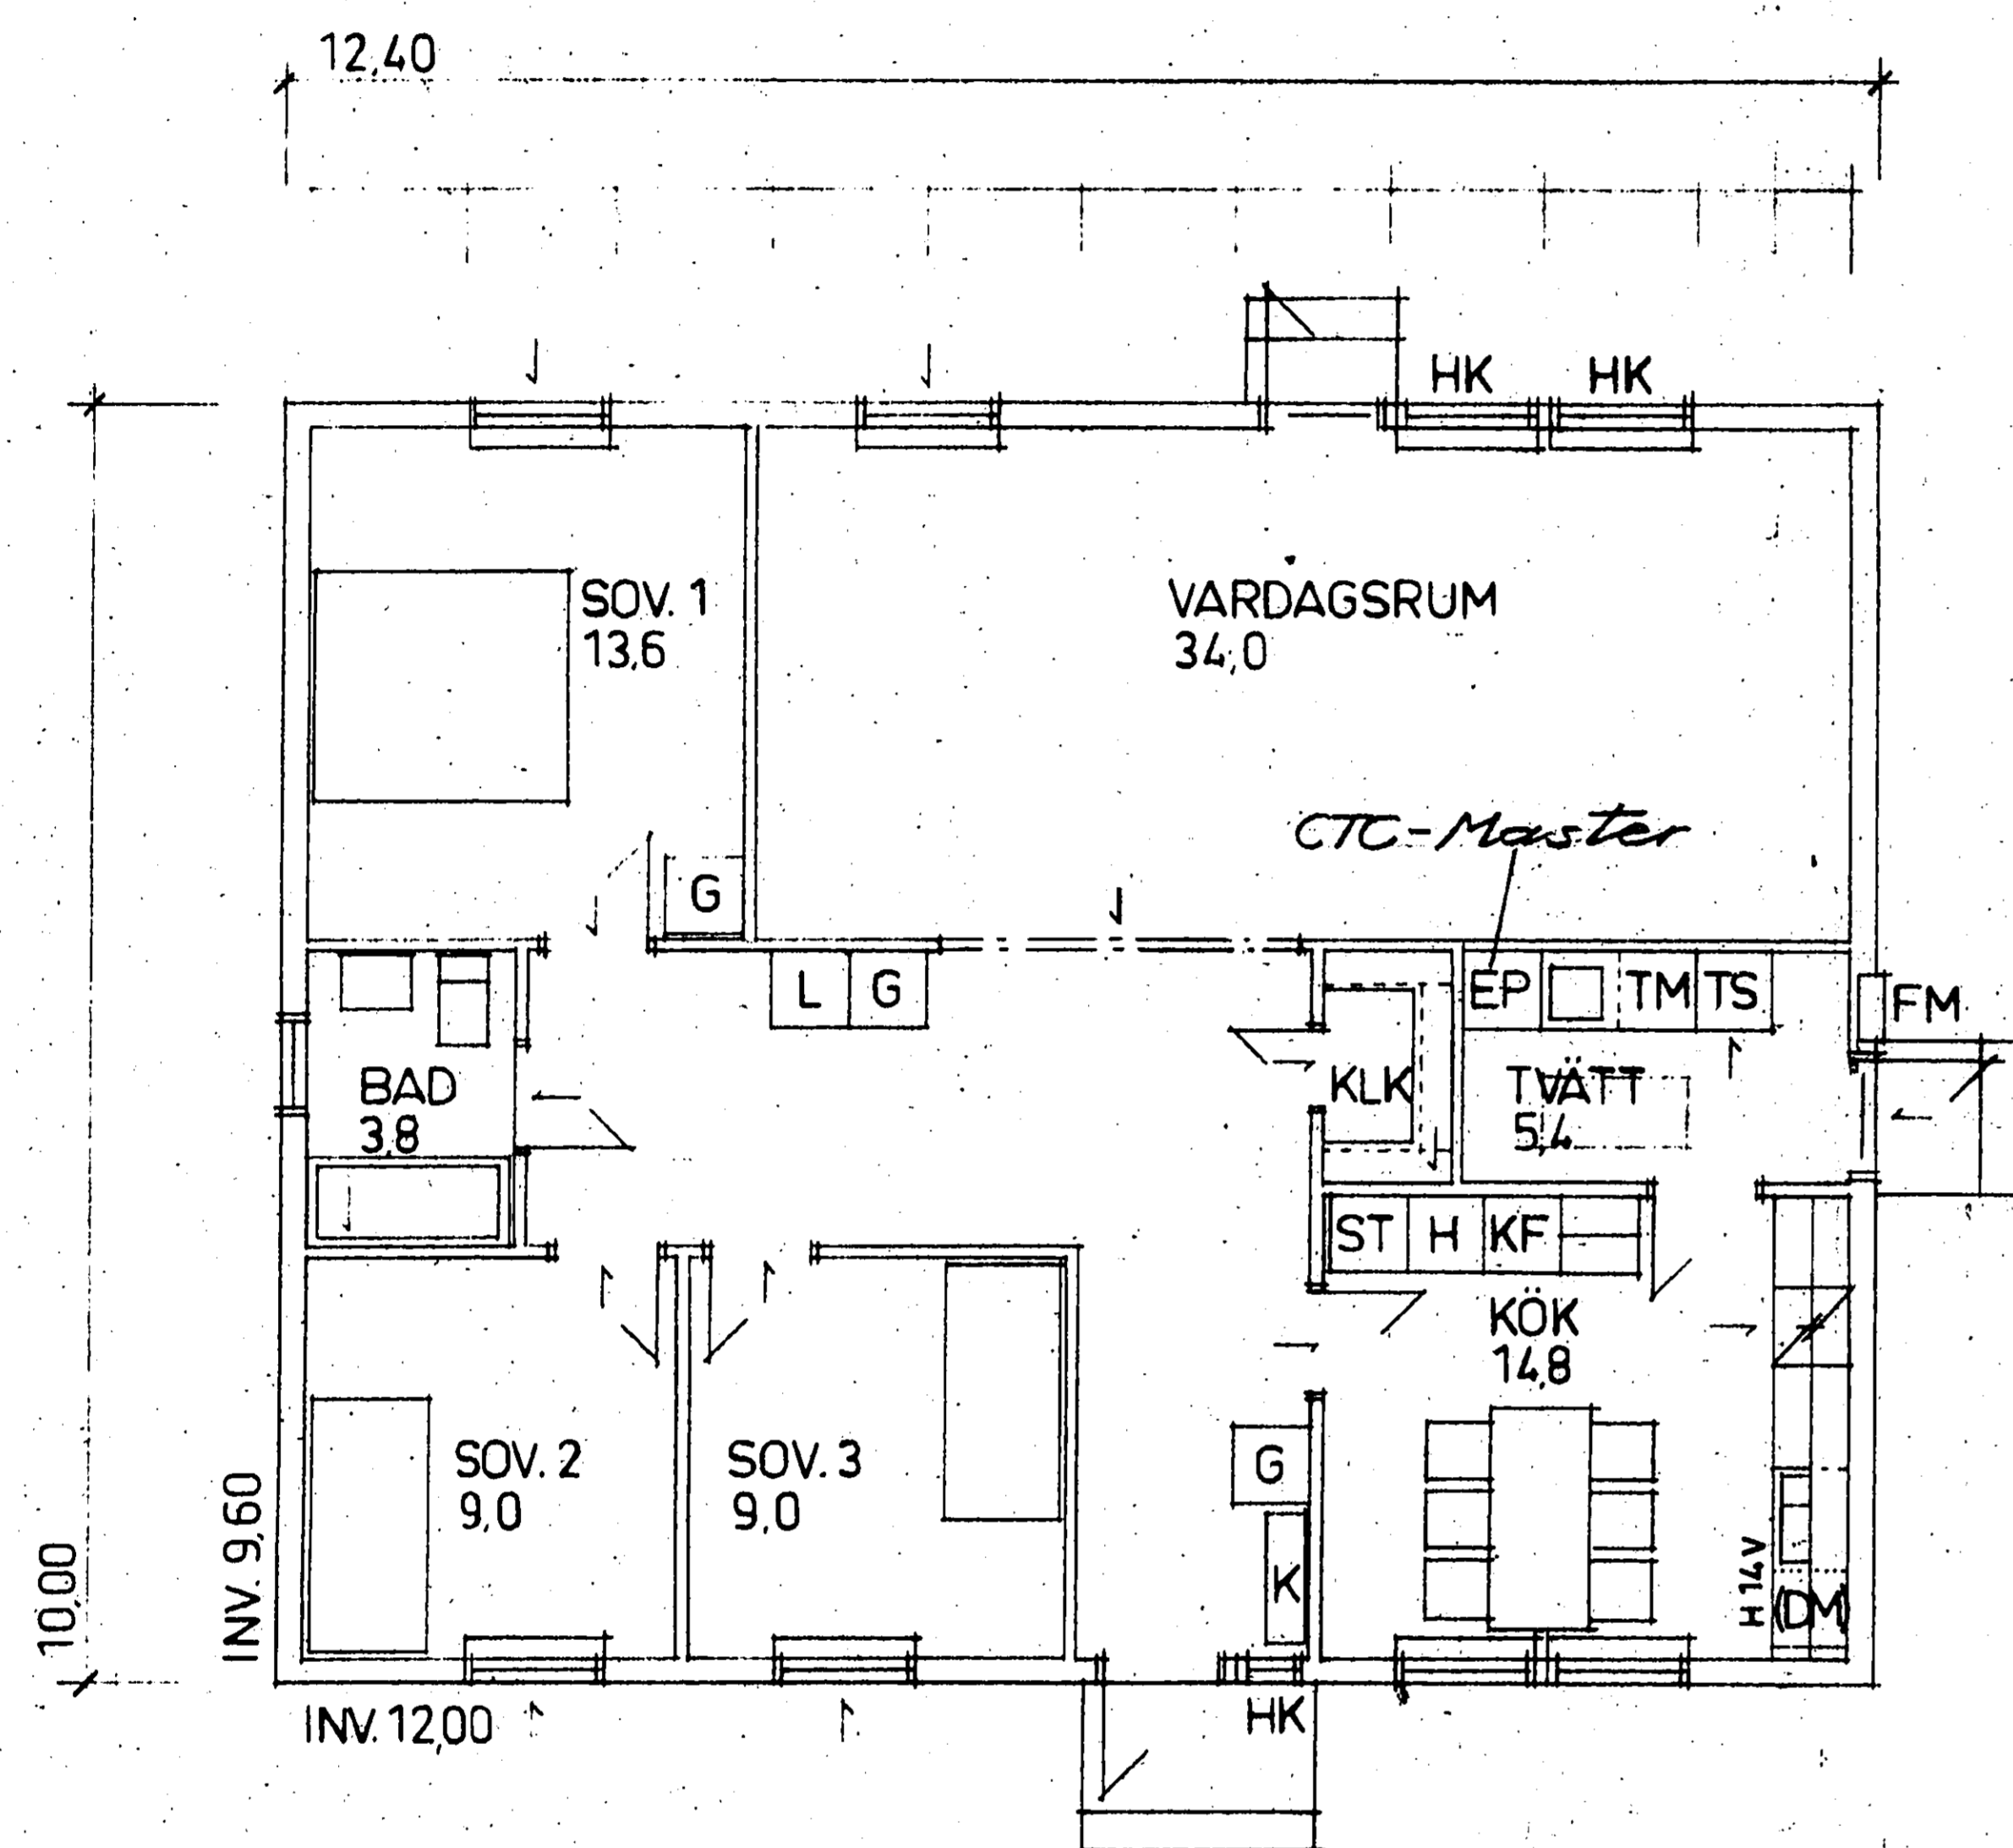 12,40
HK HK
SOV. 1
13,6
VARDAGSRUM
34,0
CTC-Master
G
L G
EP TM TS
FM
KLK
BAD
3,8
TVÄTT
5,4
ST H KF
KÖK
14,8
SOV. 2
9,0
SOV. 3
9,0
G
K
H 14V
(DM)
INV. 9,60
10,00
INV. 12,00
HK